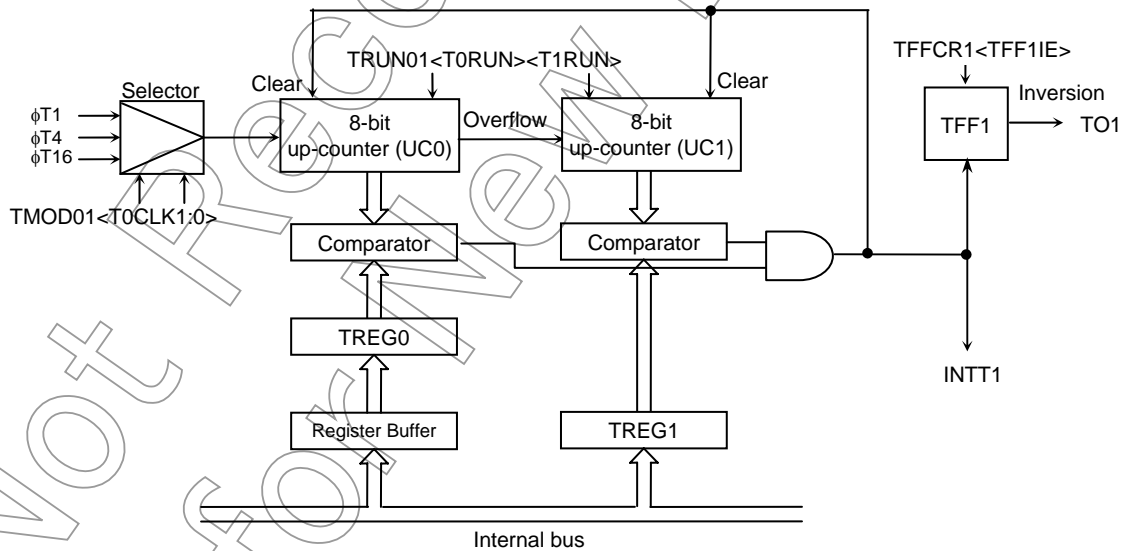 TRUN01<T0RUN><T1RUN>
TFFCR1<TFF1IE>
Selector
Clear
Clear
Inversion
ϕT1
ϕT4
ϕT16
8-bit
up-counter (UC0)
Overflow
8-bit
up-counter (UC1)
TFF1
TO1
TMOD01<T0CLK1:0>
Comparator
Comparator
TREG0
INTT1
Register Buffer
TREG1
Internal bus